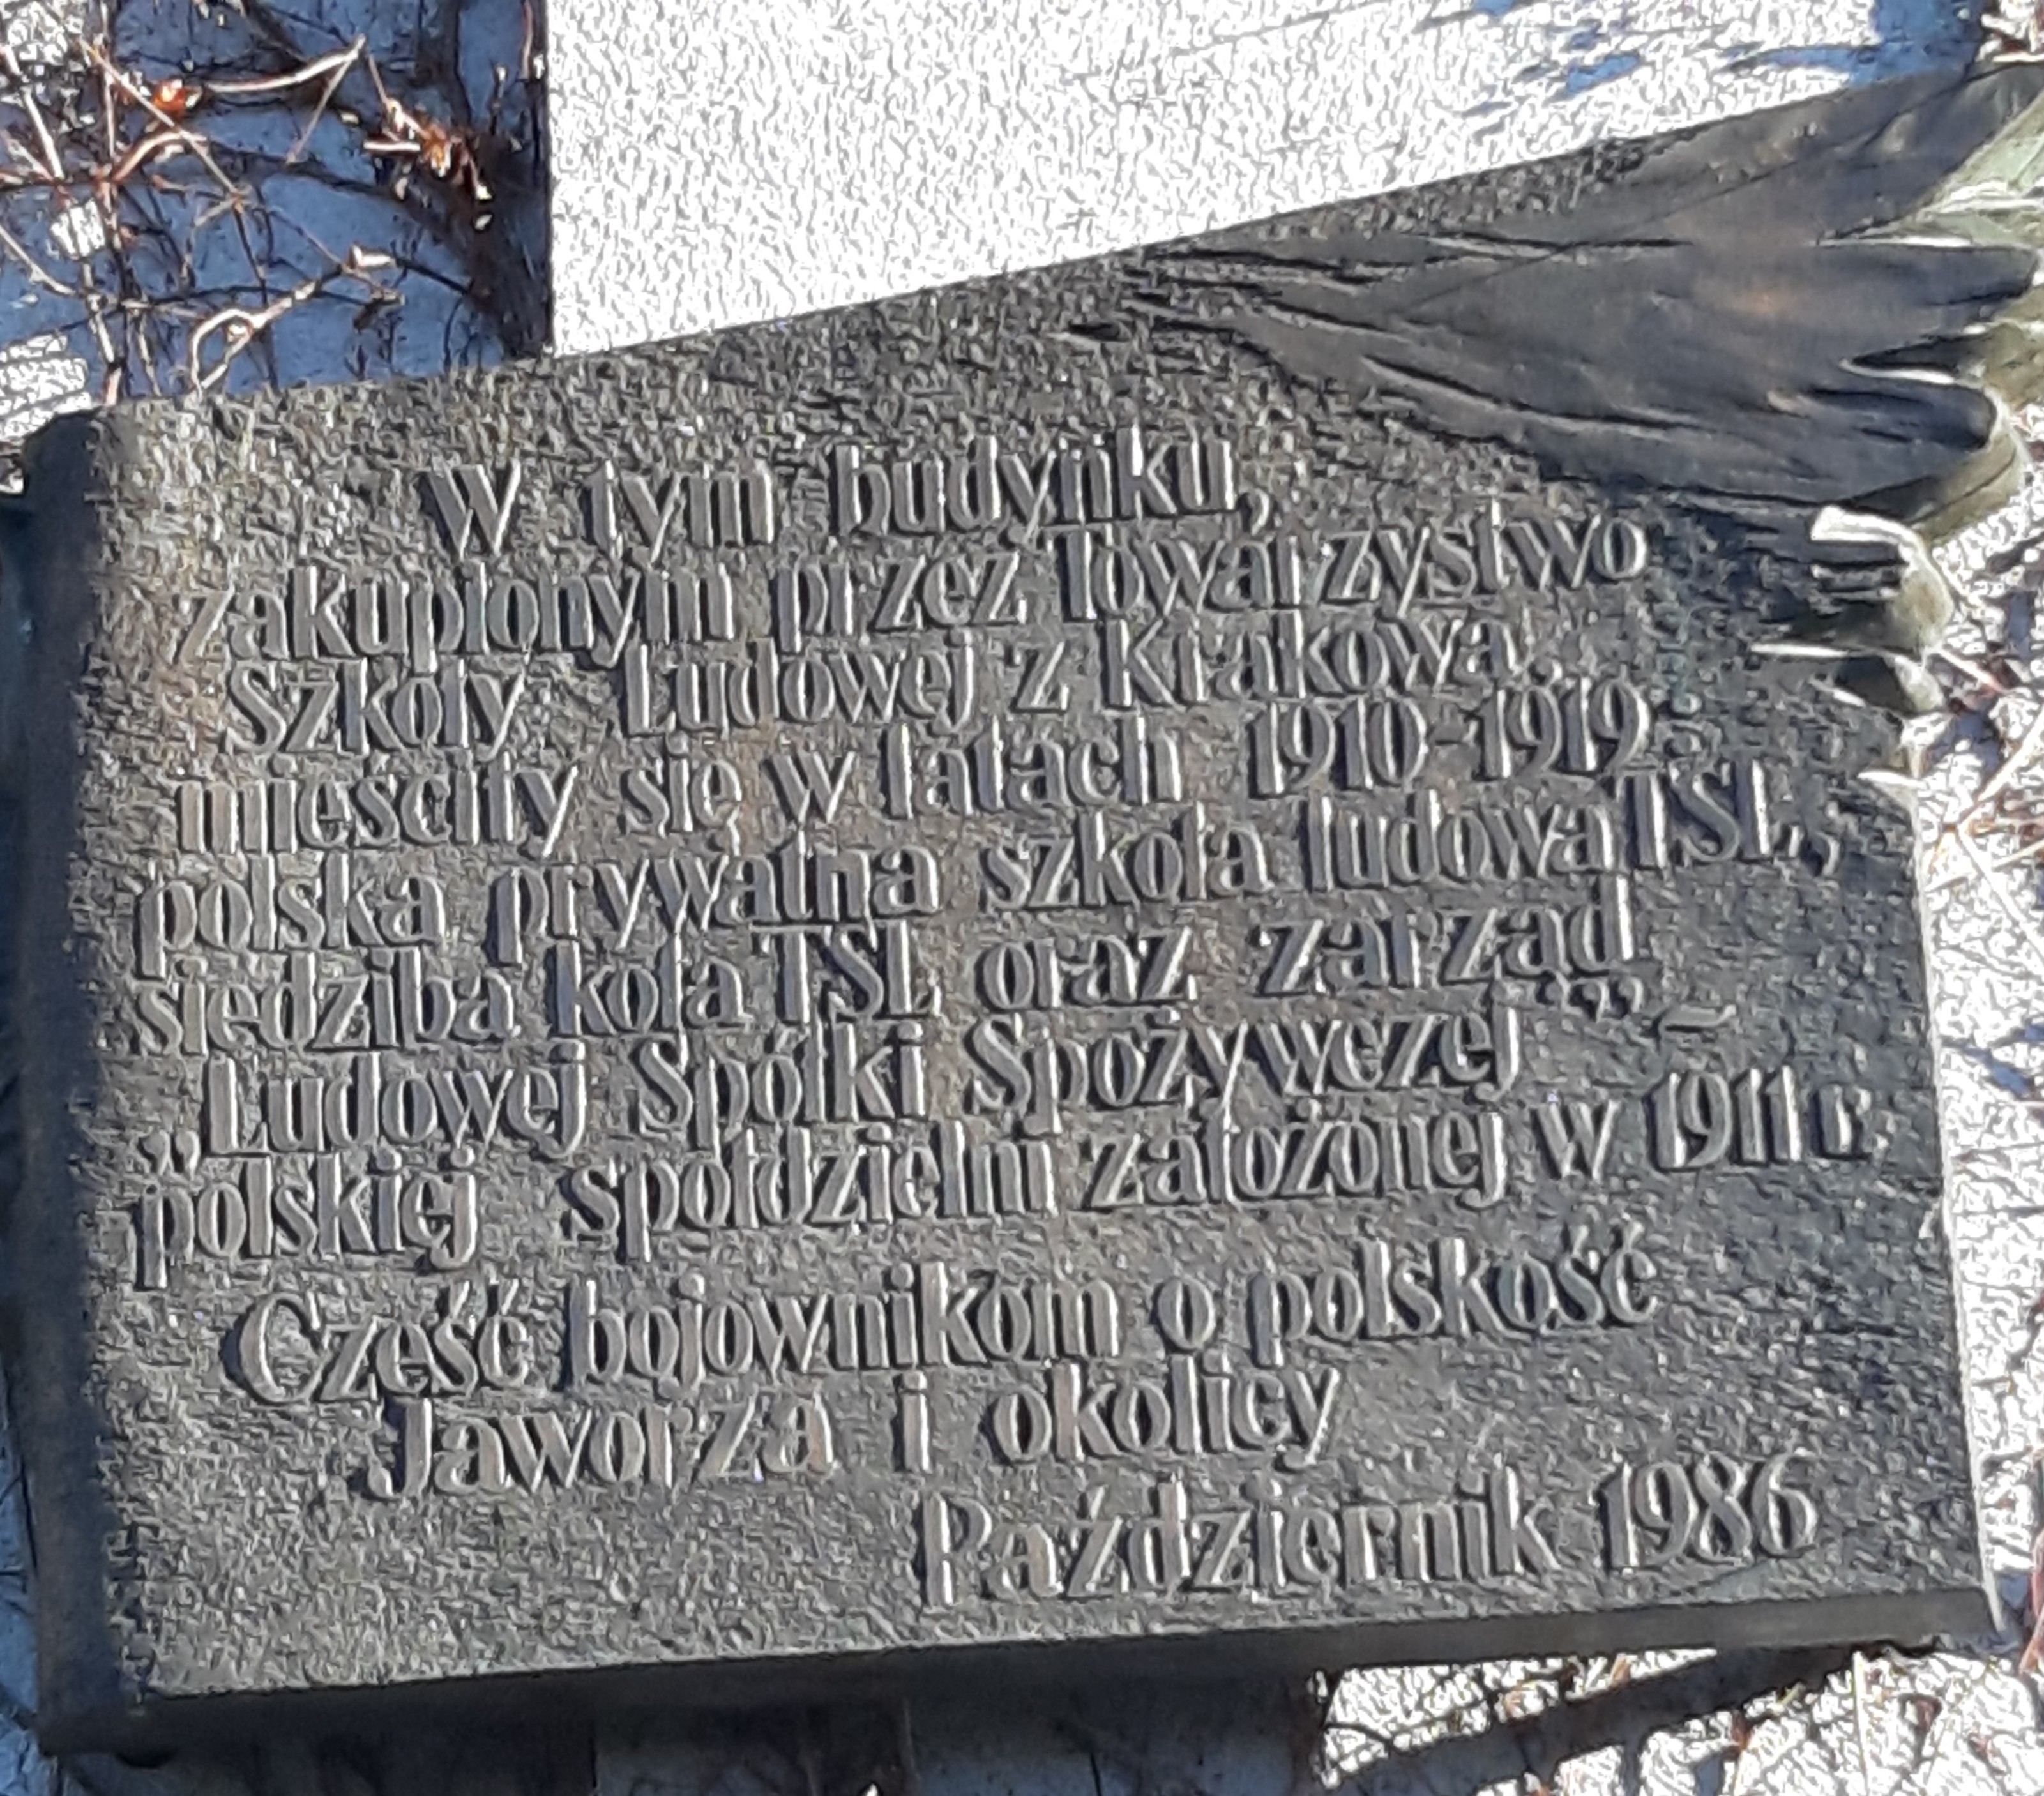 W tym budynku,
zakupionym przez Towarzystwo
Szkoły Ludowej z Krakowa,
mieściły się w latach 1910-1919:
polska prywatna szkoła ludowa TSL,
siedziba koła TSL oraz zarząd
„Ludowej Spółki Spożywczej” –
polskiej spółdzielni założonej w 1911 r.
Cześć bojownikom o polskość
Jaworza i okolicy
Październik 1986